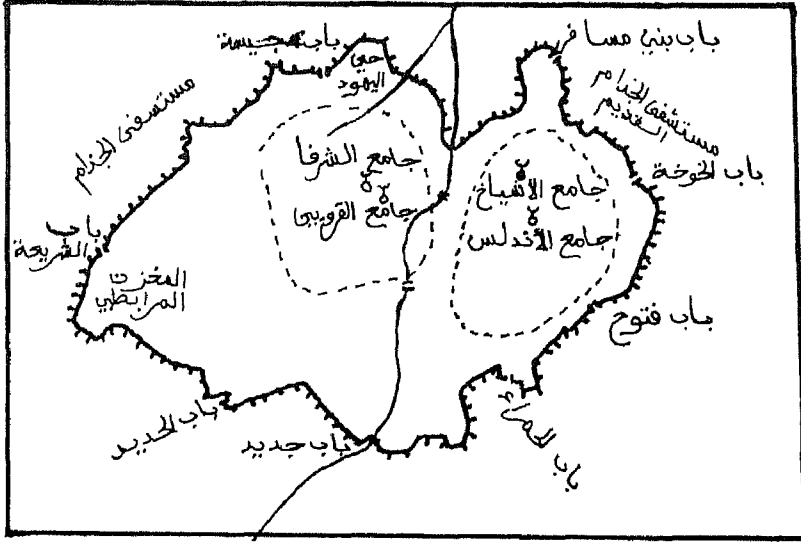 باب بني مسافر
باب عجيسة
حي
اليهود
مستسفى الجذام
مستشفى الجذام
القديم
باب الخوخة
جامع الشرفا
جامع القرويين
جامع الأشياخ
جامع الأندلس
باب
الشريعة
المخزن
المرابطي
باب فتوح
باب الحديد
باب جديد
باب الحمراء